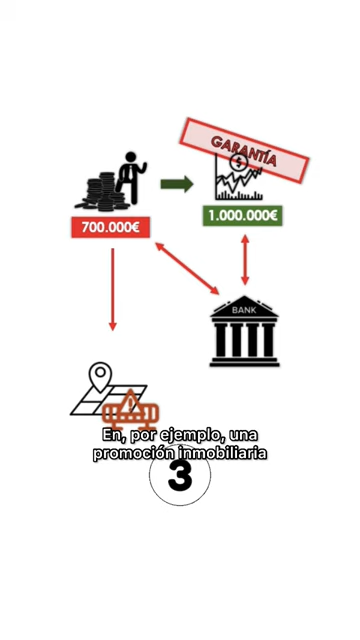 GARANTÍA
700.000€
1.000.000€
BANK
En, por ejemplo, una
promoción inmobiliaria
3